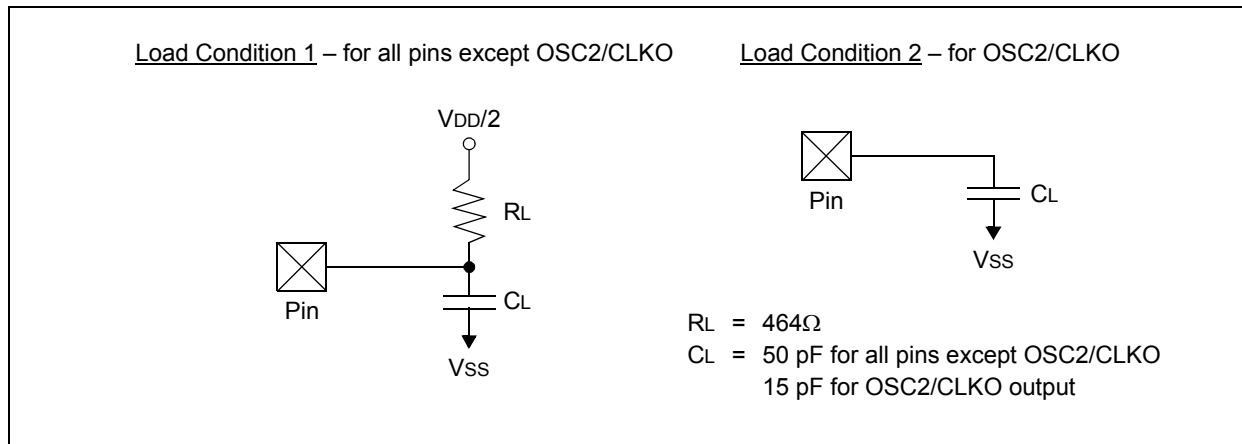 Load Condition 1 – for all pins except OSC2/CLKO
VDD/2
RL
Pin
CL
VSS
Load Condition 2 – for OSC2/CLKO
Pin
CL
VSS
RL = 464Ω
CL = 50 pF for all pins except OSC2/CLKO
15 pF for OSC2/CLKO output